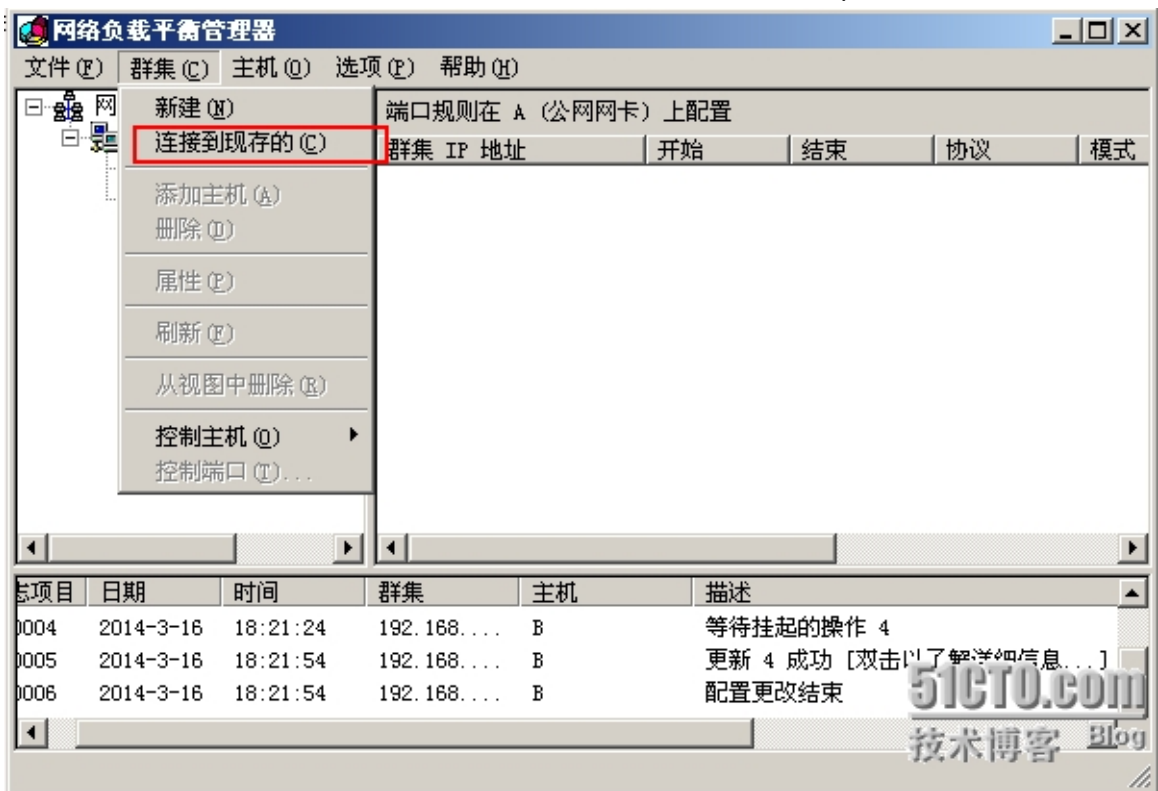 网络负载平衡管理器
文件(F) 群集(C) 主机(O) 选项(P) 帮助(H)
网
新建(N)
连接到现存的(C)
添加主机(A)
删除(D)
属性(P)
刷新(F)
从视图中删除(R)
控制主机(O)
控制端口(T)...
端口规则在 A (公网网卡) 上配置
群集 IP 地址 开始 结束 协议 模式
志项目 日期 时间 群集 主机 描述
0004 2014-3-16 18:21:24 192.168.... B 等待挂起的操作 4
0005 2014-3-16 18:21:54 192.168.... B 更新 4 成功 [双击以了解详细信息...]
0006 2014-3-16 18:21:54 192.168.... B 配置更改结束
51CTO.com
技术博客 Blog